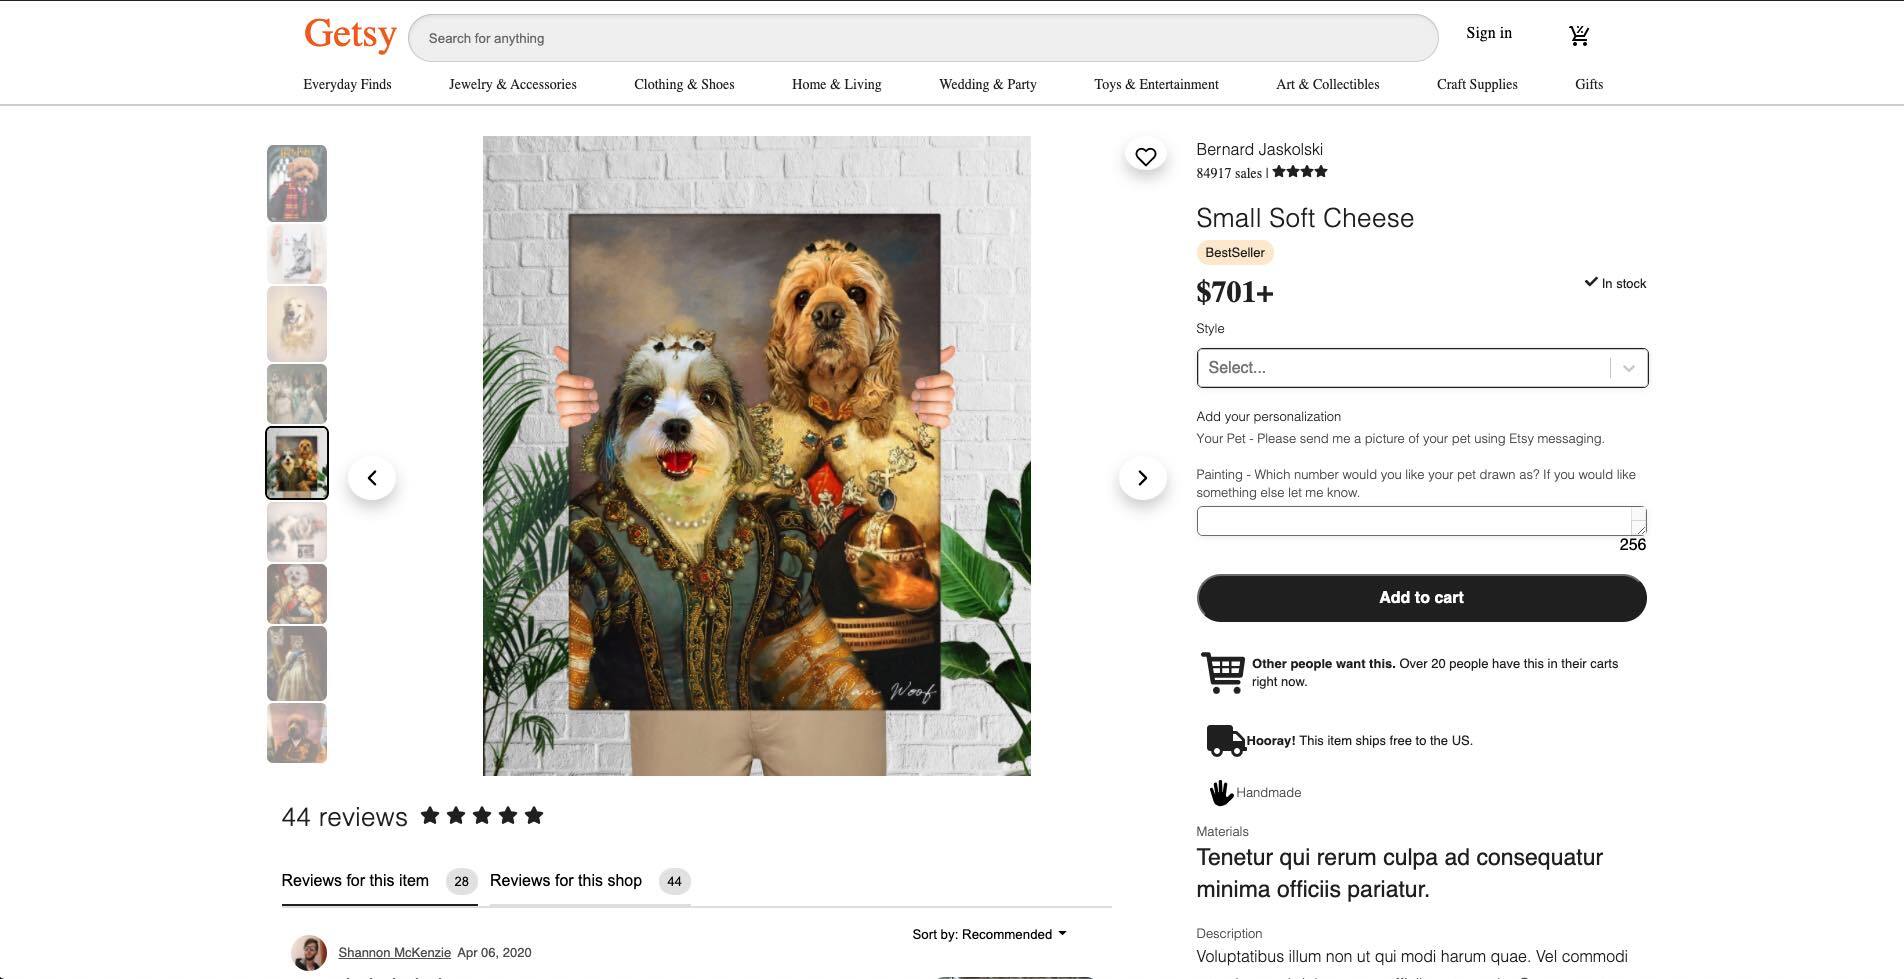 Getsy
Search for anything
Sign in
Everyday Finds
Jewelry & Accessories
Clothing & Shoes
Home & Living
Wedding & Party
Toys & Entertainment
Art & Collectibles
Craft Supplies
Gifts
Van Woof
44 reviews
Reviews for this item 28
Reviews for this shop 44
Sort by: Recommended
Shannon McKenzie Apr 06, 2020
Bernard Jaskolski
84917 sales |
Small Soft Cheese
BestSeller
$701+
In stock
Style
Select...
Add your personalization
Your Pet - Please send me a picture of your pet using Etsy messaging.
Painting - Which number would you like your pet drawn as? If you would like
something else let me know.
256
Add to cart
Other people want this. Over 20 people have this in their carts
right now.
Hooray! This item ships free to the US.
Handmade
Materials
Tenetur qui rerum culpa ad consequatur
minima officiis pariatur.
Description
Voluptatibus illum non ut qui modi harum quae. Vel commodi